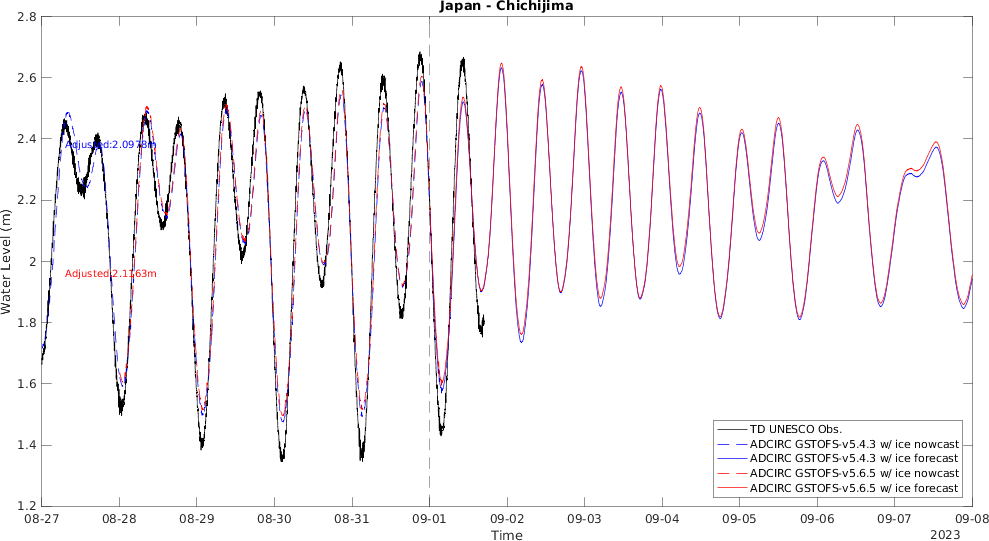 Japan - Chichijima
2.8
2.6
2.4
2.2
2
1.8
1.6
1.4
1.2
Water Level (m)
Adjusted:2.0978m
Adjusted:2.1163m
TD UNESCO Obs.
ADCIRC GSTOFS-v5.4.3 w/ ice nowcast
ADCIRC GSTOFS-v5.4.3 w/ ice forecast
ADCIRC GSTOFS-v5.6.5 w/ ice nowcast
ADCIRC GSTOFS-v5.6.5 w/ ice forecast
08-27 08-28 08-29 08-30 08-31 09-01 09-02 09-03 09-04 09-05 09-06 09-07 09-08
Time
2023